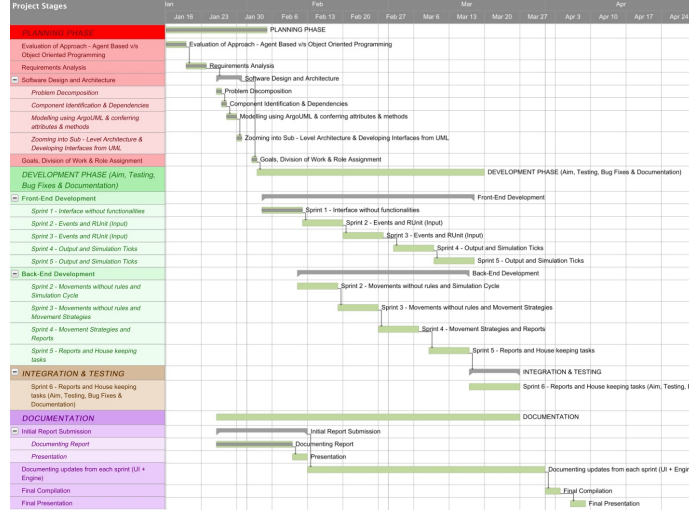 Project Stages
Jan Feb Mar Apr
Jan 16 Jan 23 Jan 30 Feb 6 Feb 13 Feb 20 Feb 27 Mar 6 Mar 13 Mar 20 Mar 27 Apr 3 Apr 10 Apr 17 Apr 24
PLANNING PHASE
PLANNING PHASE
Evaluation of Approach - Agent Based v/s
Object Oriented Programming
Evaluation of Approach - Agent Based v/s Object Oriented Programming
Requirements Analysis
Requirements Analysis
Software Design and Architecture
Software Design and Architecture
Problem Decomposition
Problem Decomposition
Component Identification & Dependencies
Component Identification & Dependencies
Modelling using ArgoUML & conferring
attributes & methods
Modelling using ArgoUML & conferring attributes & methods
Zooming into Sub - Level Architecture &
Developing Interfaces from UML
Zooming into Sub - Level Architecture & Developing Interfaces from UML
Goals, Division of Work & Role Assignment
Goals, Division of Work & Role Assignment
DEVELOPMENT PHASE (Aim, Testing,
Bug Fixes & Documentation)
DEVELOPMENT PHASE (Aim, Testing, Bug Fixes & Documentation)
Front-End Development
Front-End Development
Sprint 1 - Interface without functionalities
Sprint 1 - Interface without functionalities
Sprint 2 - Events and RUnit (Input)
Sprint 2 - Events and RUnit (Input)
Sprint 3 - Events and RUnit (Input)
Sprint 3 - Events and RUnit (Input)
Sprint 4 - Output and Simulation Ticks
Sprint 4 - Output and Simulation Ticks
Sprint 5 - Output and Simulation Ticks
Sprint 5 - Output and Simulation Ticks
Back-End Development
Back-End Development
Sprint 2 - Movements without rules and
Simulation Cycle
Sprint 2 - Movements without rules and Simulation Cycle
Sprint 3 - Movements without rules and
Movement Strategies
Sprint 3 - Movements without rules and Movement Strategies
Sprint 4 - Movement Strategies and
Reports
Sprint 4 - Movement Strategies and Reports
Sprint 5 - Reports and House keeping
tasks
Sprint 5 - Reports and House keeping tasks
INTEGRATION & TESTING
INTEGRATION & TESTING
Sprint 6 - Reports and House keeping
tasks (Aim, Testing, Bug Fixes &
Documentation)
Sprint 6 - Reports and House keeping tasks (Aim, Testing,
DOCUMENTATION
DOCUMENTATION
Initial Report Submission
Initial Report Submission
Documenting Report
Documenting Report
Presentation
Presentation
Documenting updates from each sprint (UI +
Engine)
Documenting updates from each sprint (UI +
Final Compilation
Final Compilation
Final Presentation
Final Presentation